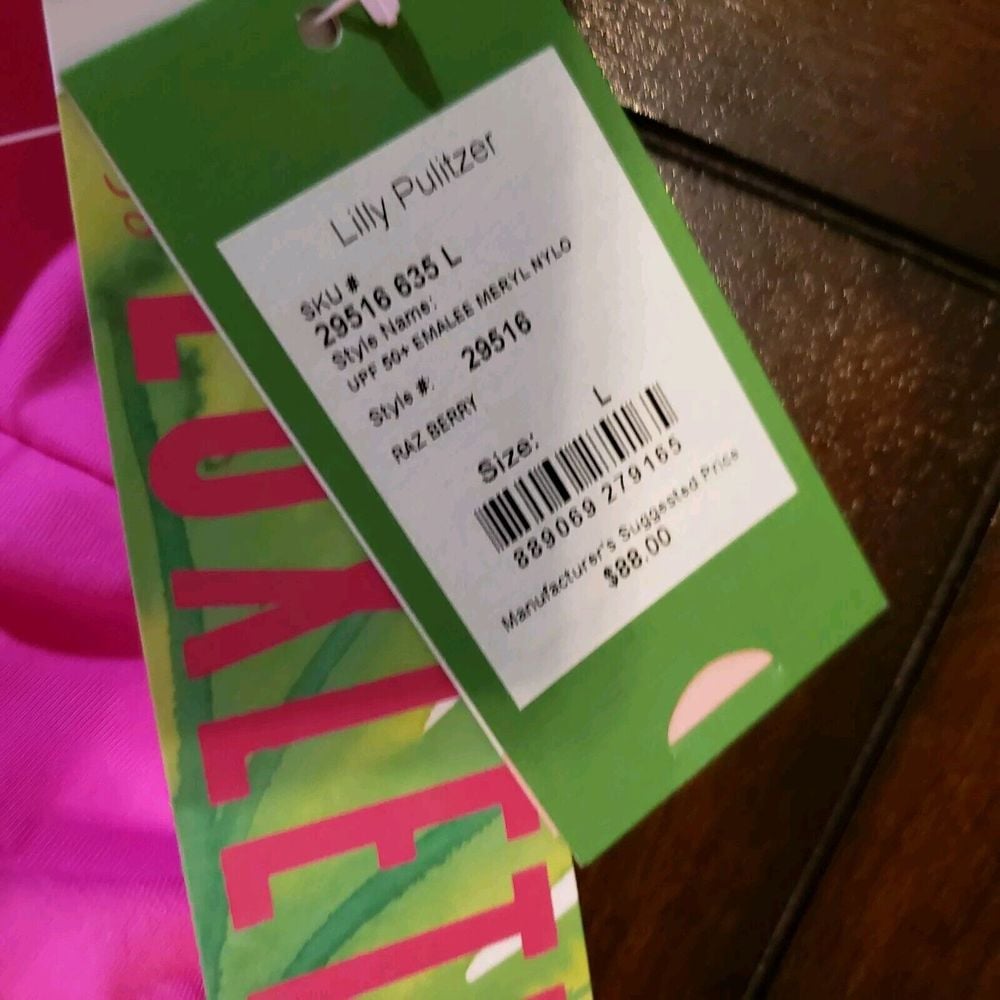 Lilly Pulitzer
SKU #
29516 635 L
Style Name:
UPF 50+ EMALEE MERYL NYLO
Style #: 29516
RAZ BERRY
Size: L
889069 279165
Manufacturer's Suggested Price
$88.00
LUXLET